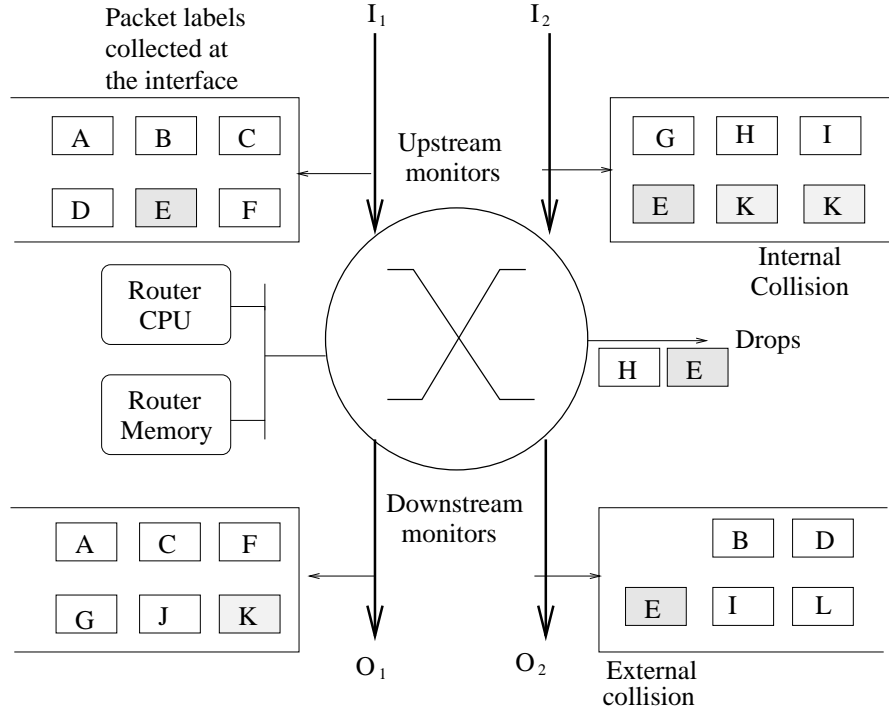 Packet labels
collected at
the interface
I1
I2
A B C
D E F
Upstream
monitors
G H I
E K K
Internal
Collision
Router
CPU
Router
Memory
Drops
H E
Downstream
monitors
A C F
G J K
B D
E I L
O1
O2
External
collision